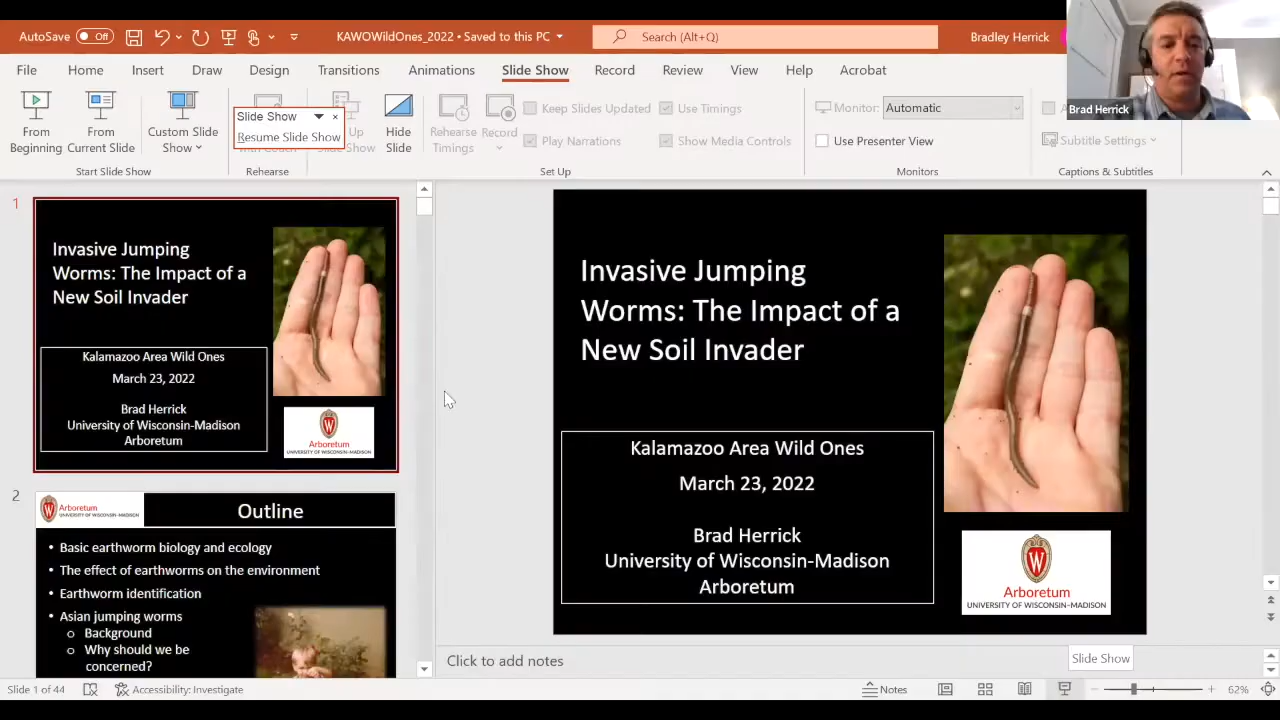 AutoSave Off KAWOWildOnes_2022 • Saved to this PC Search (Alt+Q) Bradley Herrick
Brad Herrick
File Home Insert Draw Design Transitions Animations Slide Show Record Review View Help Acrobat
From Beginning
From Current Slide
Custom Slide Show
Slide Show ×
Resume Slide Show
Hide Slide
Rehearse Timings
Record
Keep Slides Updated
Play Narrations
Use Timings
Show Media Controls
Monitor: Automatic
Use Presenter View
Subtitle Settings
Start Slide Show Rehearse Set Up Monitors Captions & Subtitles
1
Invasive Jumping
Worms: The Impact of a
New Soil Invader
Kalamazoo Area Wild Ones
March 23, 2022
Brad Herrick
University of Wisconsin-Madison
Arboretum
W
Arboretum
UNIVERSITY OF WISCONSIN-MADISON
2
W
Arboretum
UNIVERSITY OF WISCONSIN-MADISON
Outline
• Basic earthworm biology and ecology
• The effect of earthworms on the environment
• Earthworm identification
• Asian jumping worms
o Background
o Why should we be
concerned?
Invasive Jumping
Worms: The Impact of a
New Soil Invader
Kalamazoo Area Wild Ones
March 23, 2022
Brad Herrick
University of Wisconsin-Madison
Arboretum
W
Arboretum
UNIVERSITY OF WISCONSIN-MADISON
Click to add notes
Slide Show
Slide 1 of 44 Accessibility: Investigate Notes 62%